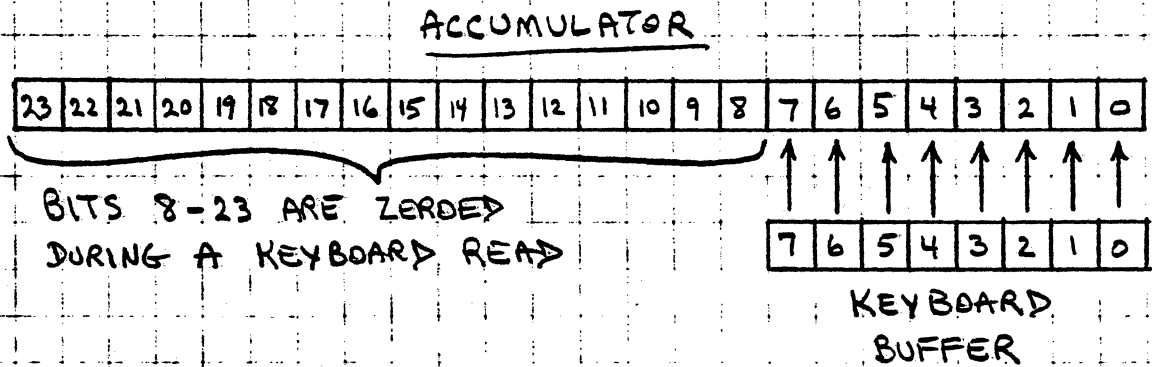 ACCUMULATOR
23 22 21 20 19 18 17 16 15 14 13 12 11 10 9 8 7 6 5 4 3 2 1 0
BITS 8-23 ARE ZEROED
DURING A KEYBOARD READ
7 6 5 4 3 2 1 0
KEYBOARD
BUFFER